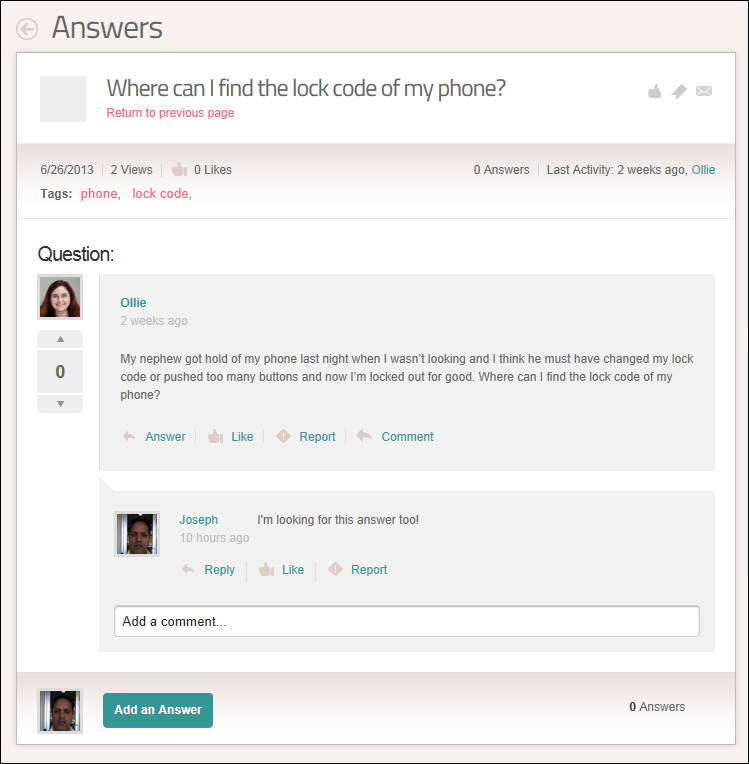 Answers
Where can I find the lock code of my phone?
Return to previous page
6/26/2013 | 2 Views | 0 Likes 0 Answers | Last Activity: 2 weeks ago, Ollie
Tags: phone, lock code,
Question:
Ollie
2 weeks ago
My nephew got hold of my phone last night when I wasn't looking and I think he must have changed my lock
code or pushed too many buttons and now I'm locked out for good. Where can I find the lock code of my
phone?
0
Answer | Like | Report | Comment
Joseph I'm looking for this answer too!
10 hours ago
Reply | Like | Report
Add a comment...
Add an Answer 0 Answers